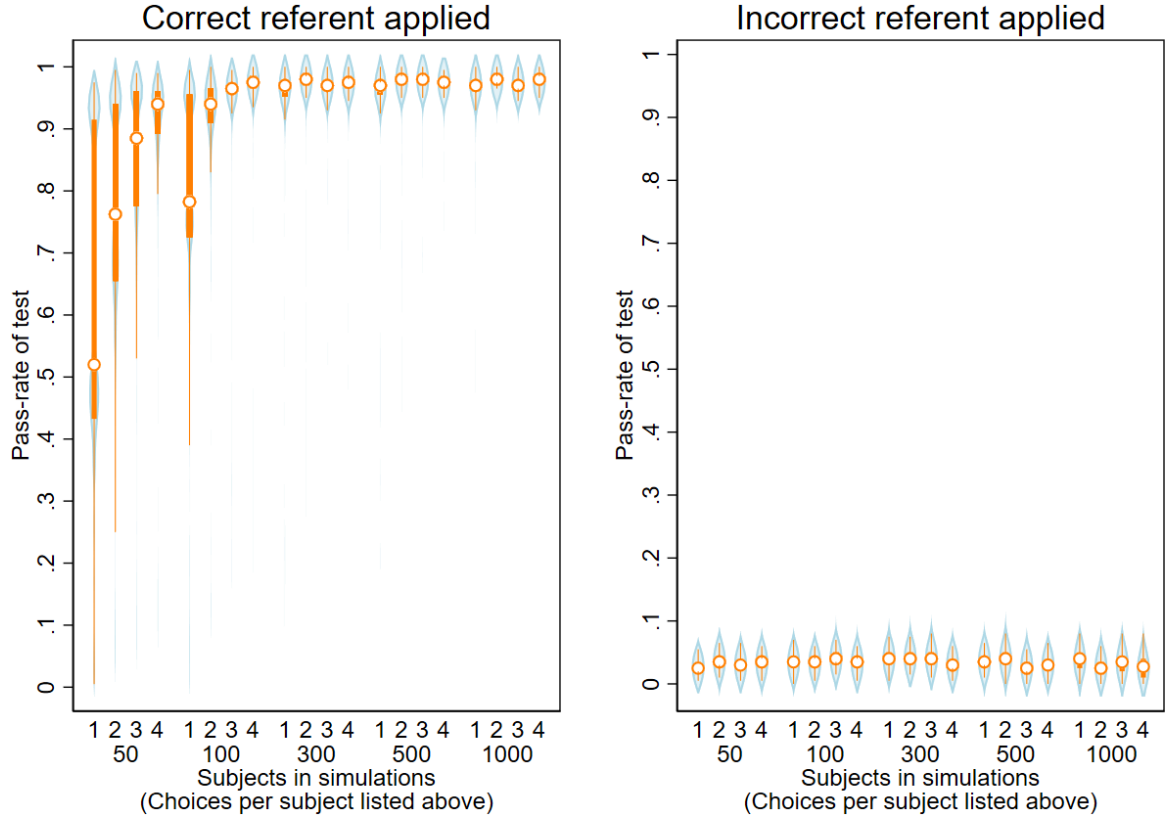 Correct referent applied
Pass-rate of test
1
.9
.8
.7
.6
.5
.4
.3
.2
.1
0
1 2 3 4 1 2 3 4 1 2 3 4 1 2 3 4 1 2 3 4
50 100 300 500 1000
Subjects in simulations
(Choices per subject listed above)
Incorrect referent applied
Pass-rate of test
1
.9
.8
.7
.6
.5
.4
.3
.2
.1
0
1 2 3 4 1 2 3 4 1 2 3 4 1 2 3 4 1 2 3 4
50 100 300 500 1000
Subjects in simulations
(Choices per subject listed above)